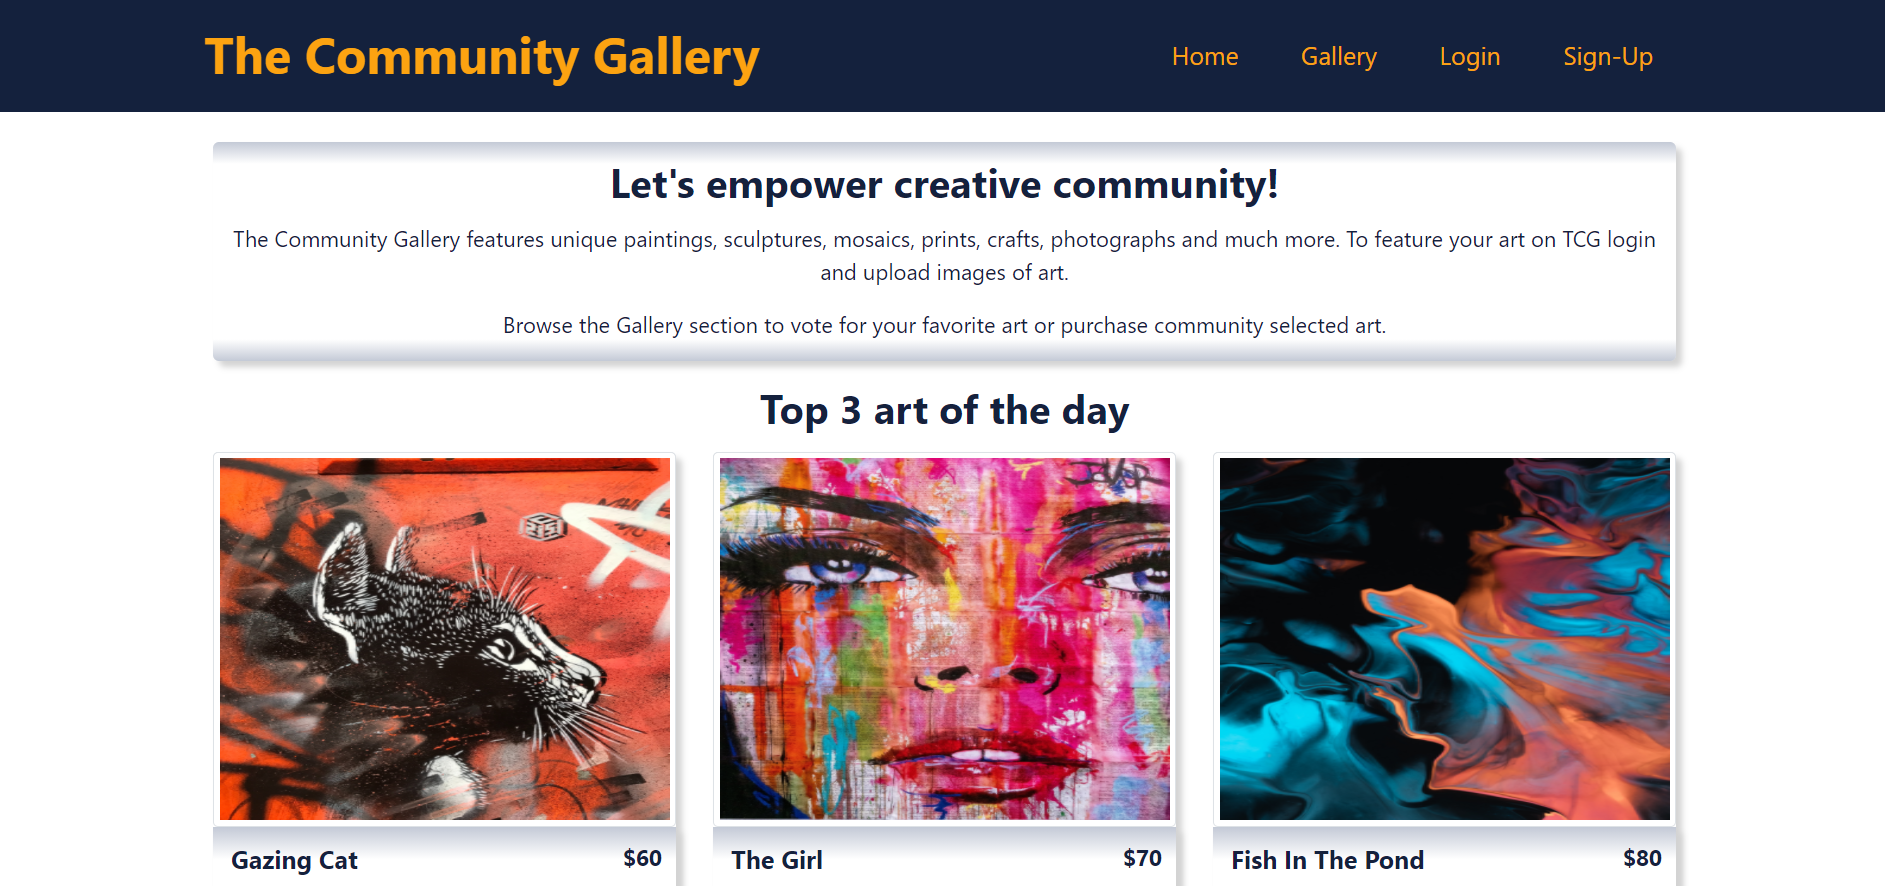 The Community Gallery
Home Gallery Login Sign-Up
Let's empower creative community!
The Community Gallery features unique paintings, sculptures, mosaics, prints, crafts, photographs and much more. To feature your art on TCG login
and upload images of art.
Browse the Gallery section to vote for your favorite art or purchase community selected art.
Top 3 art of the day
Gazing Cat $60
The Girl $70
Fish In The Pond $80